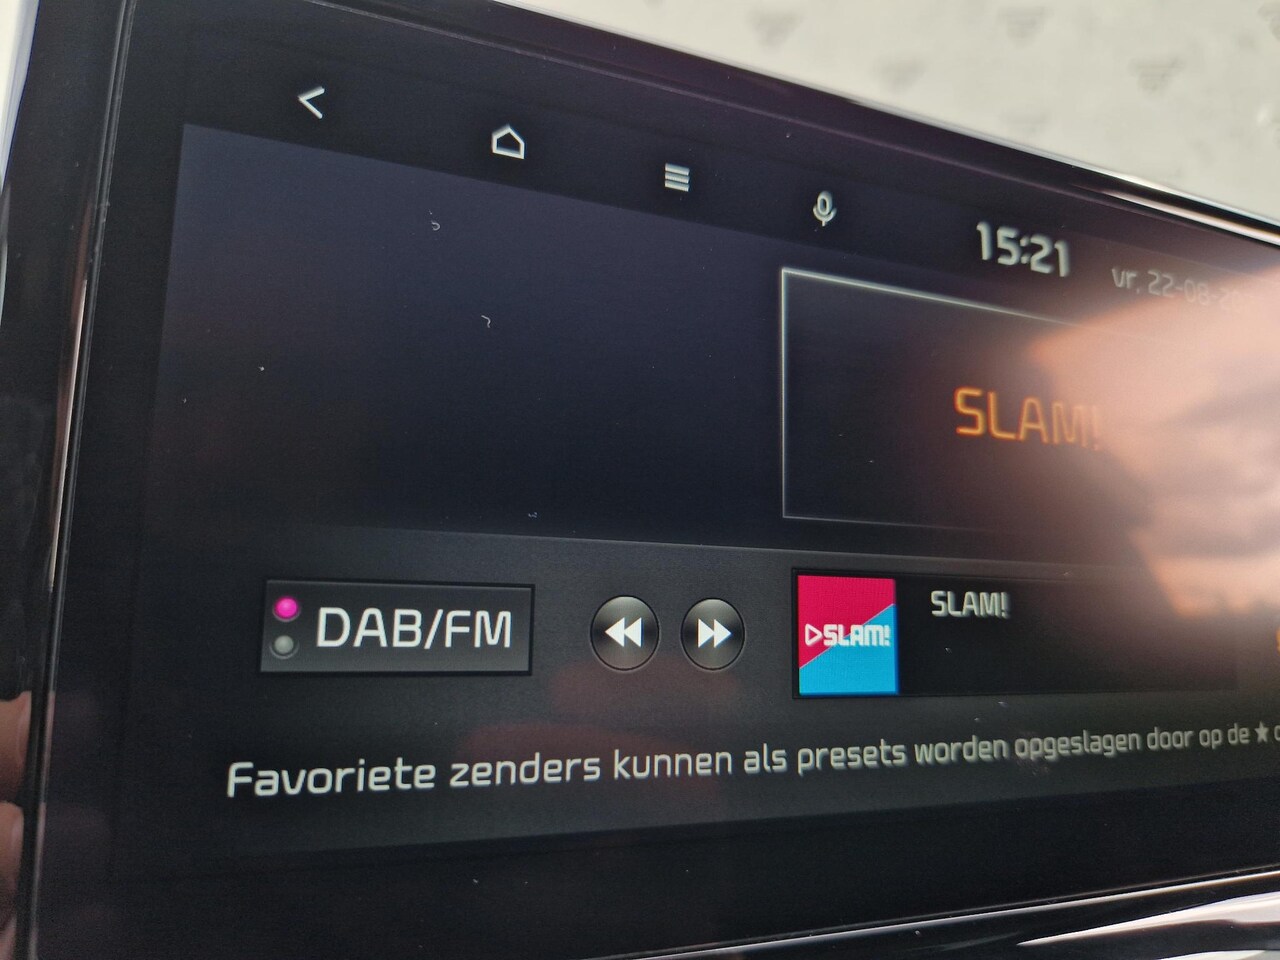 15:21
vr, 22-08-
SLAM!
DAB/FM
SLAM!
SLAM!
Favoriete zenders kunnen als presets worden opgeslagen door op de ★